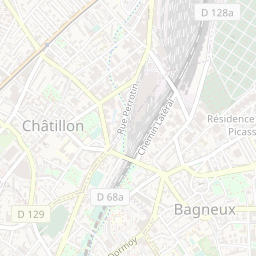 D 128a
Rue Perrotin
Chemin Latéral
Résidence
Picass
Châtillon
D 68a
D 129
Bagneux
Dormoy